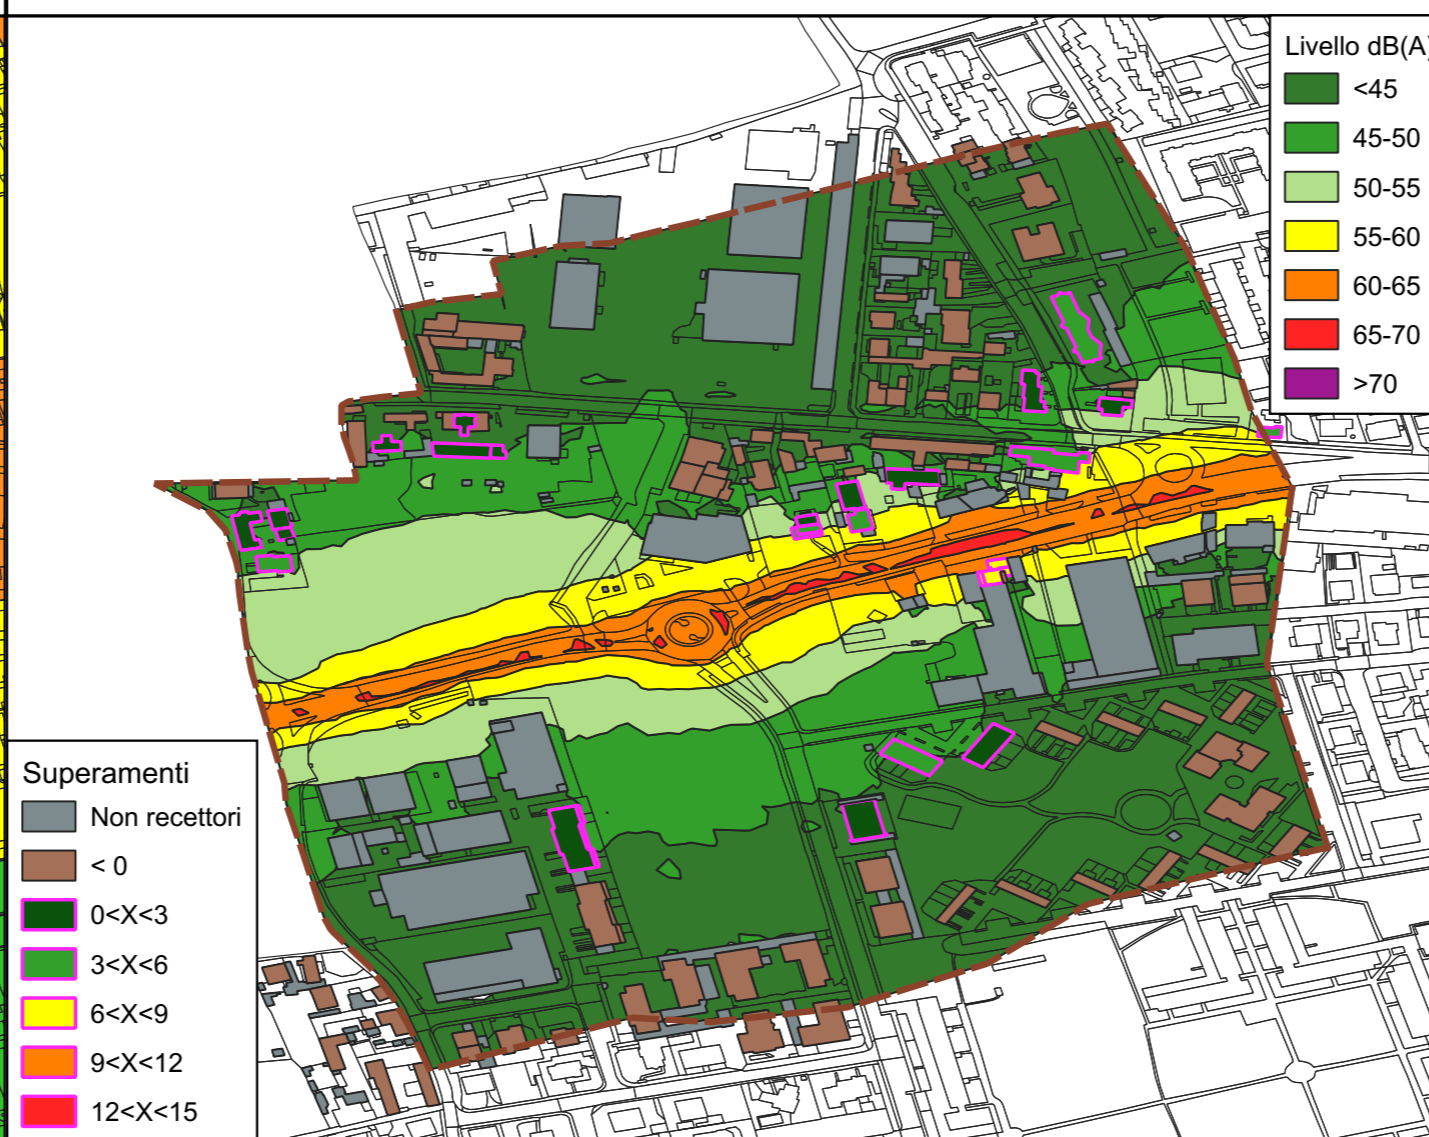 Livello dB(A)
<45
45-50
50-55
55-60
60-65
65-70
>70
Superamenti
Non recettori
< 0
0<X<3
3<X<6
6<X<9
9<X<12
12<X<15